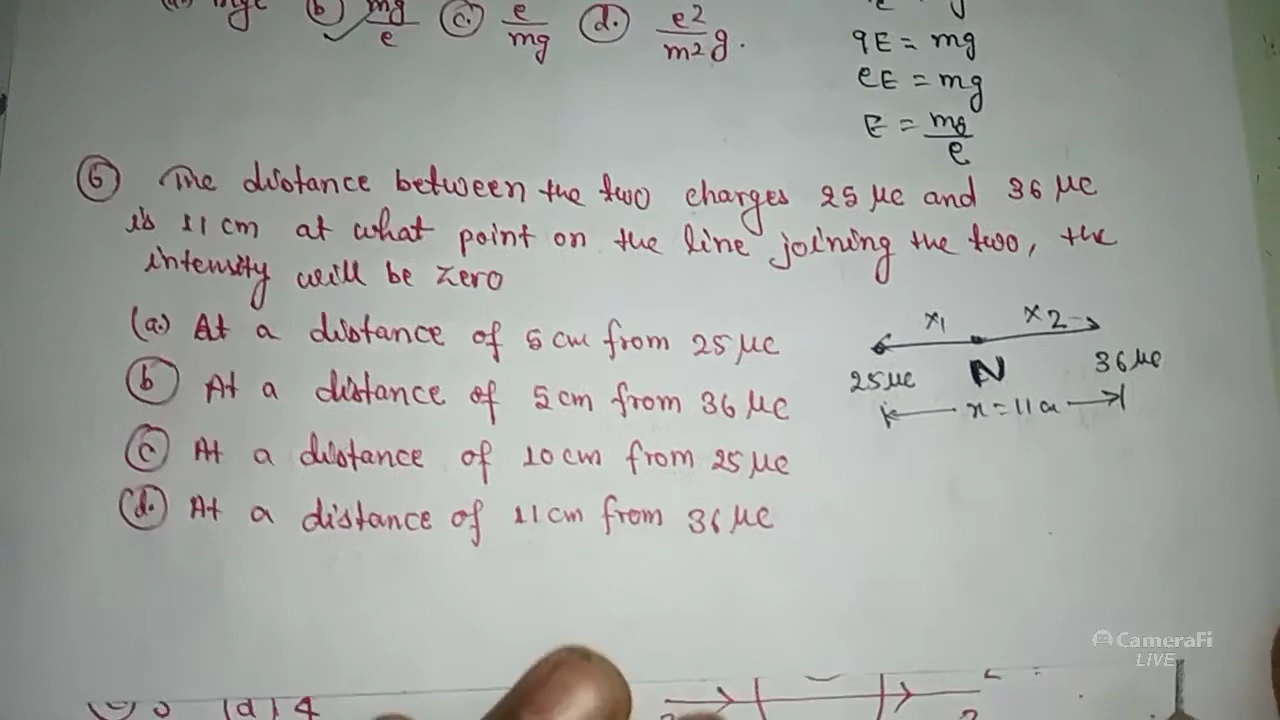 (b) mg/e (c.) e/mg (d.) e²/m²g.
qE = mg
eE = mg
E = mg/e
(6) The distance between the two charges 25 μc and 36 μc
is 11 cm at what point on the line joining the two, the
intensity will be zero
(a.) At a distance of 5 cm from 25 μc
(b) At a distance of 5 cm from 36 μc
(c) At a distance of 10 cm from 25 μc
(d.) At a distance of 11 cm from 36 μc
x1 x2
25 μc N 36 μc
x = 11 cm
CameraFi
LIVE
(d) 4